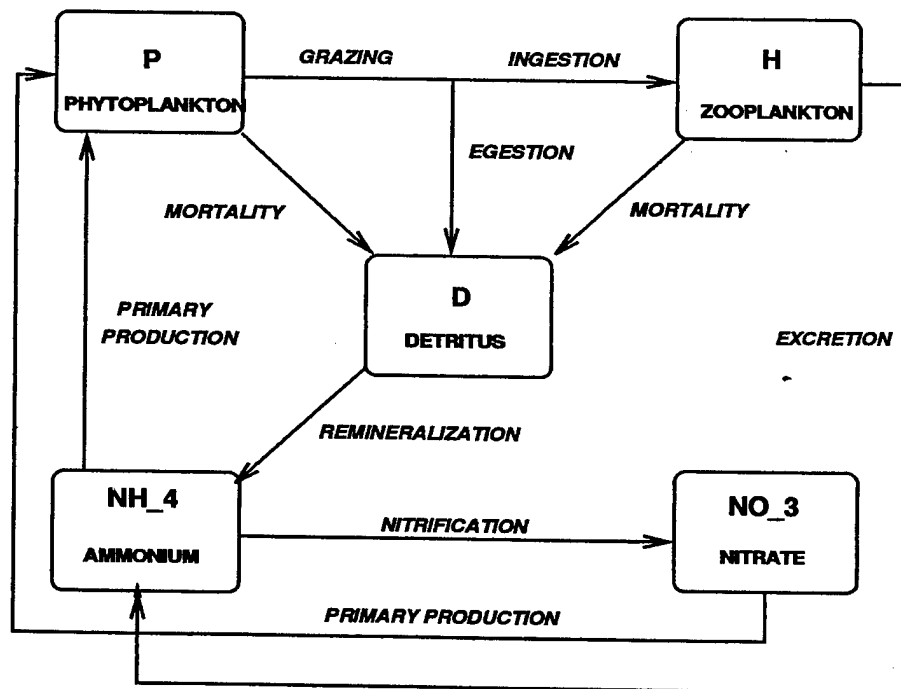 P
PHYTOPLANKTON
GRAZING
INGESTION
H
ZOOPLANKTON
EGESTION
MORTALITY
MORTALITY
D
DETRITUS
PRIMARY
PRODUCTION
EXCRETION
REMINERALIZATION
NH_4
AMMONIUM
NITRIFICATION
NO_3
NITRATE
PRIMARY PRODUCTION